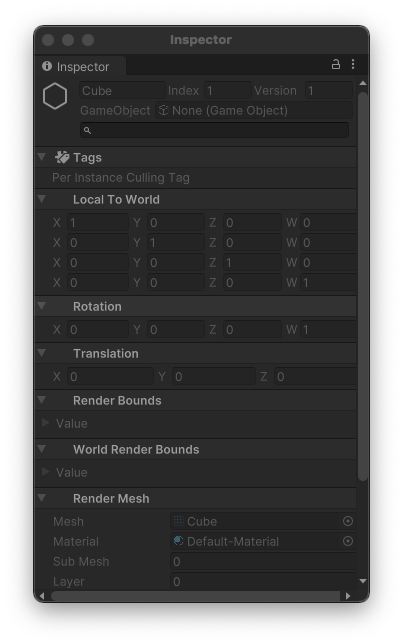 Inspector
Inspector
Cube Index 1 Version 1
GameObject None (Game Object)
Tags
Per Instance Culling Tag
Local To World
X 1 Y 0 Z 0 W 0
X 0 Y 1 Z 0 W 0
X 0 Y 0 Z 1 W 0
X 0 Y 0 Z 0 W 1
Rotation
X 0 Y 0 Z 0 W 1
Translation
X 0 Y 0 Z 0
Render Bounds
Value
World Render Bounds
Value
Render Mesh
Mesh Cube
Material Default-Material
Sub Mesh 0
Layer 0